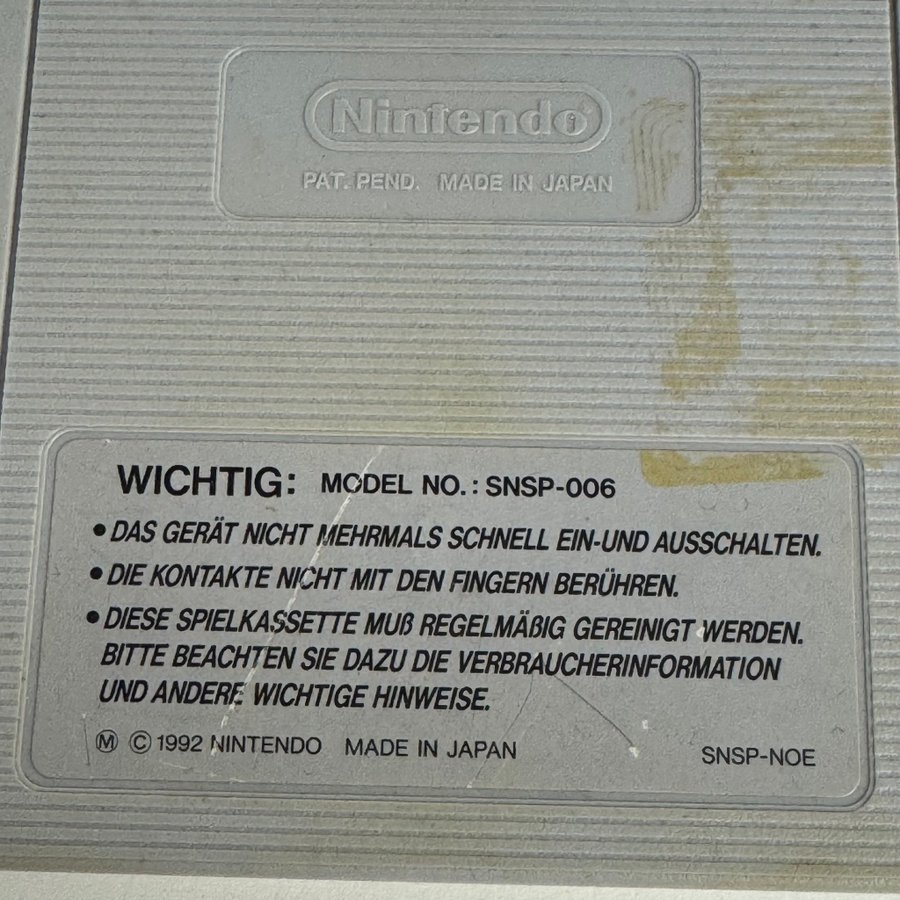 Nintendo®
PAT. PEND. MADE IN JAPAN
WICHTIG: MODEL NO.: SNSP-006
• DAS GERÄT NICHT MEHRMALS SCHNELL EIN-UND AUSSCHALTEN.
• DIE KONTAKTE NICHT MIT DEN FINGERN BERÜHREN.
• DIESE SPIELKASSETTE MUß REGELMÄßIG GEREINIGT WERDEN.
BITTE BEACHTEN SIE DAZU DIE VERBRAUCHERINFORMATION
UND ANDERE WICHTIGE HINWEISE.
Ⓜ © 1992 NINTENDO MADE IN JAPAN SNSP-NOE